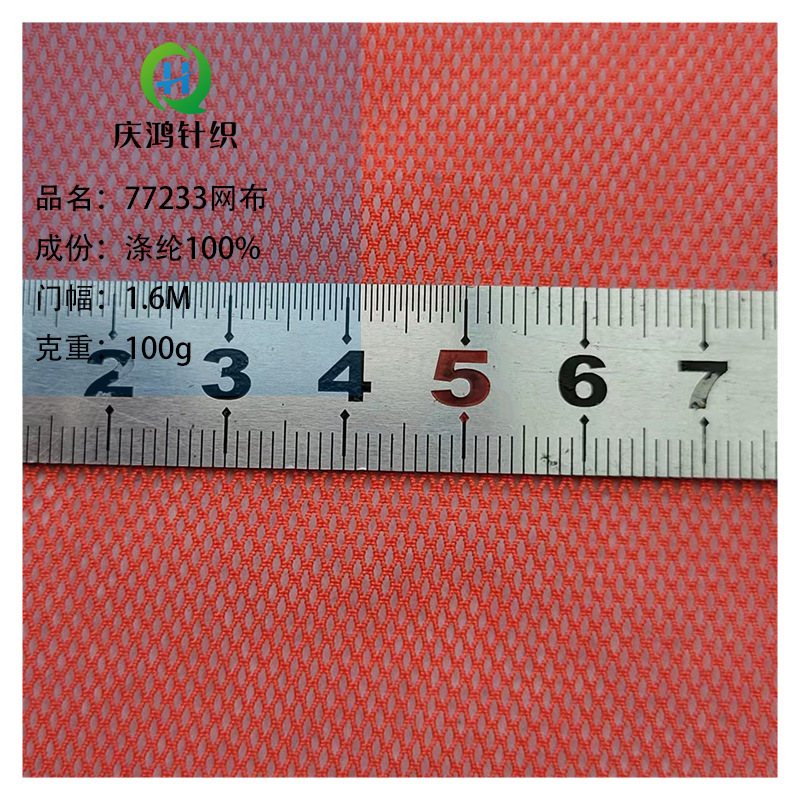 H
庆鸿针织
品名：77233网布
成份：涤纶100%
门幅：1.6M
克重：100g
2 3 4 5 6 7